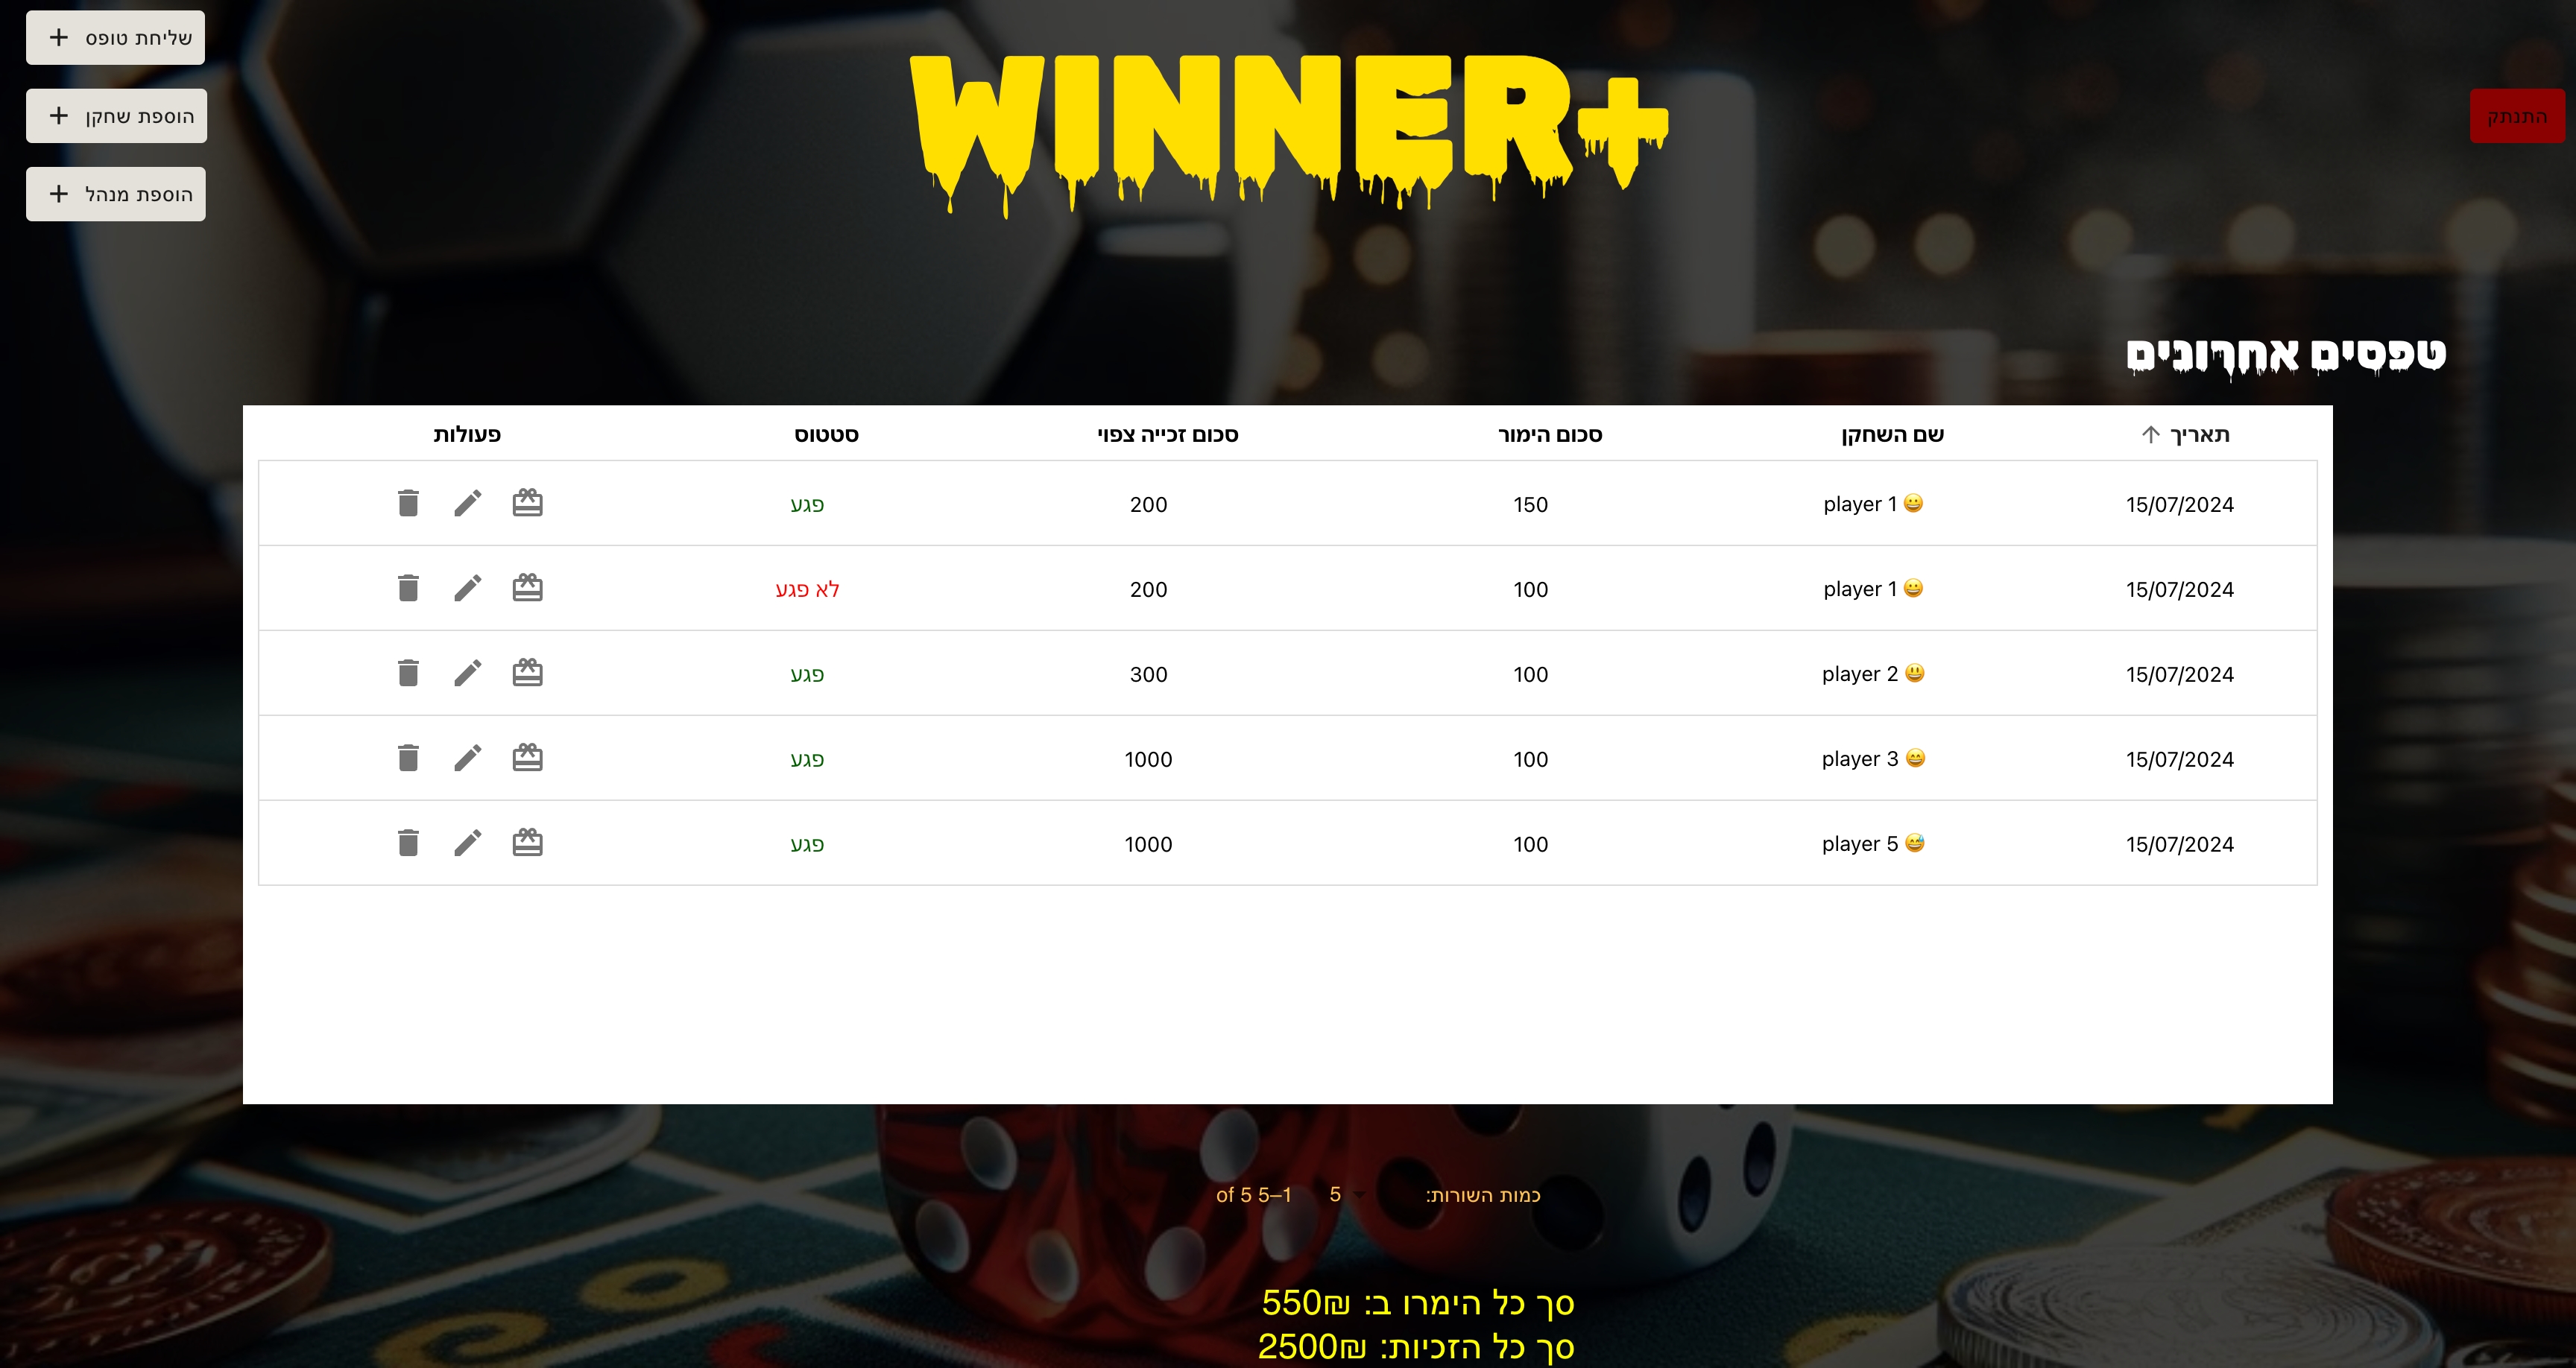 שליחת טופס +
WINNER+
הוספת שחקן +
התנתק
הוספת מנהל +
טפסים אחרונים
תאריך ↑ שם השחקן סכום הימור סכום זכייה צפוי סטטוס פעולות
15/07/2024 player 1 😀 150 200 פגע
15/07/2024 player 1 😀 100 200 לא פגע
15/07/2024 player 2 😃 100 300 פגע
15/07/2024 player 3 😄 100 1000 פגע
15/07/2024 player 5 😅 100 1000 פגע
כמות השורות: 5 1–5 of 5
סך כל הימרו ב: ₪550
סך כל הזכיות: ₪2500